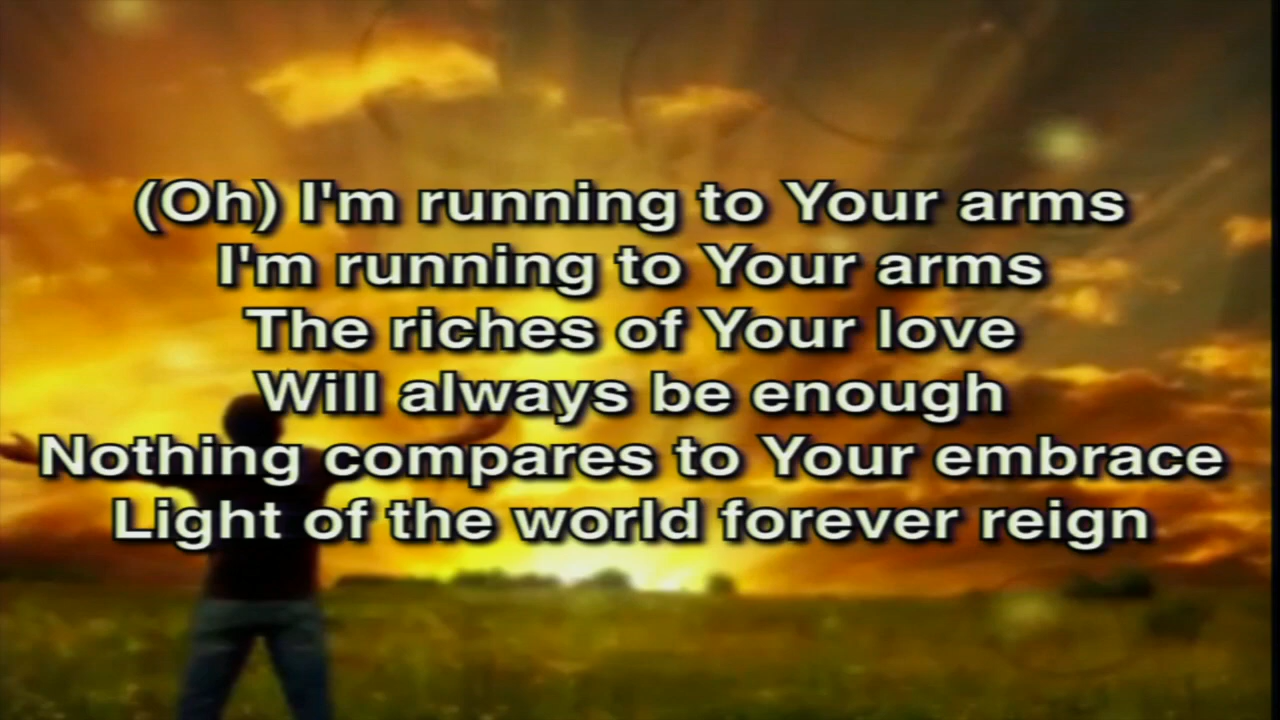 (Oh) I'm running to Your arms
I'm running to Your arms
The riches of Your love
Will always be enough
Nothing compares to Your embrace
Light of the world forever reign